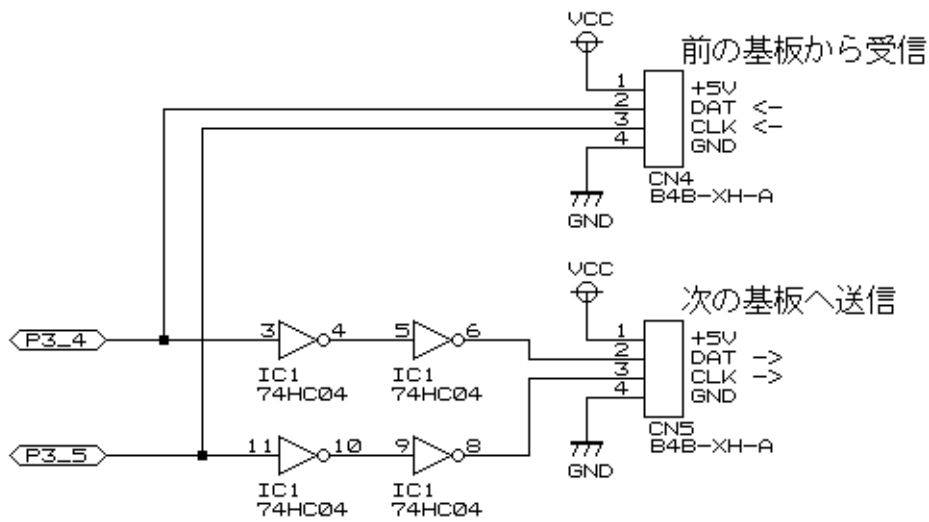 VCC
前の基板から受信
1 +5V
2 DAT <-
3 CLK <-
4 GND
CN4
B4B-XH-A
GND
VCC
次の基板へ送信
1 +5V
2 DAT ->
3 CLK ->
4 GND
CN5
B4B-XH-A
GND
P3_4 3 4 5 6
IC1 IC1
74HC04 74HC04
P3_5 11 10 9 8
IC1 IC1
74HC04 74HC04